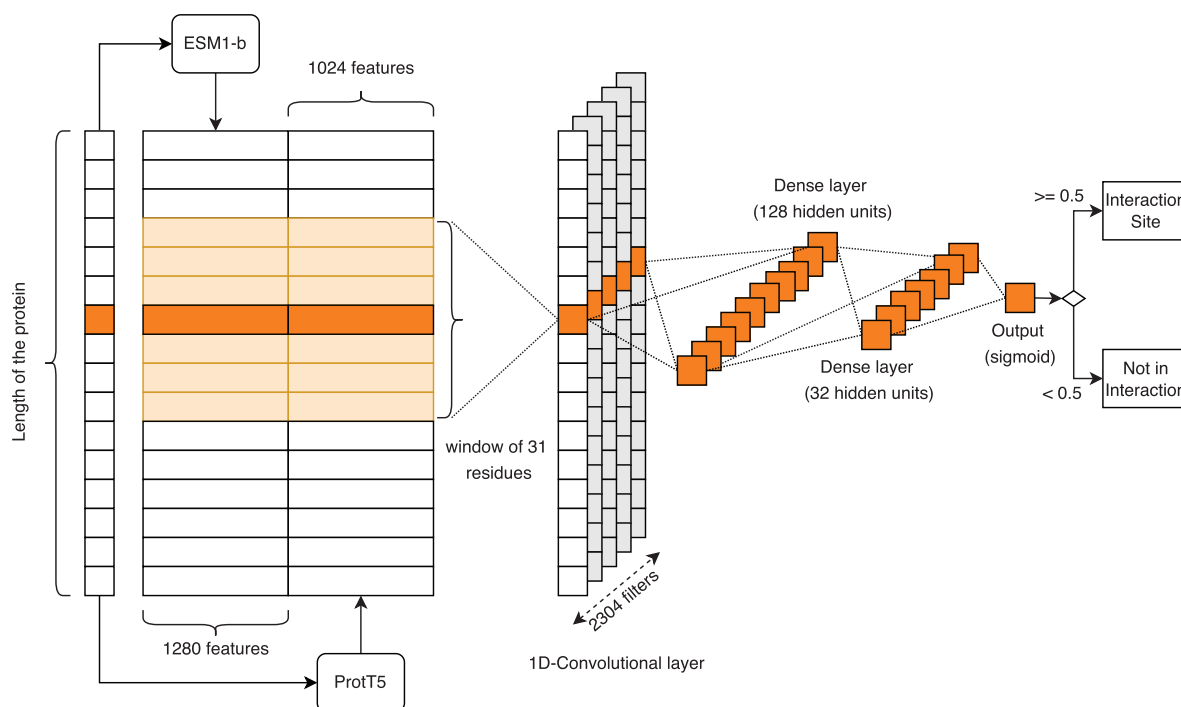 ESM1-b
1024 features
Length of the protein
window of 31
residues
1280 features
ProtT5
2304 filters
1D-Convolutional layer
Dense layer
(128 hidden units)
Dense layer
(32 hidden units)
Output
(sigmoid)
>= 0.5
Interaction
Site
< 0.5
Not in
Interaction